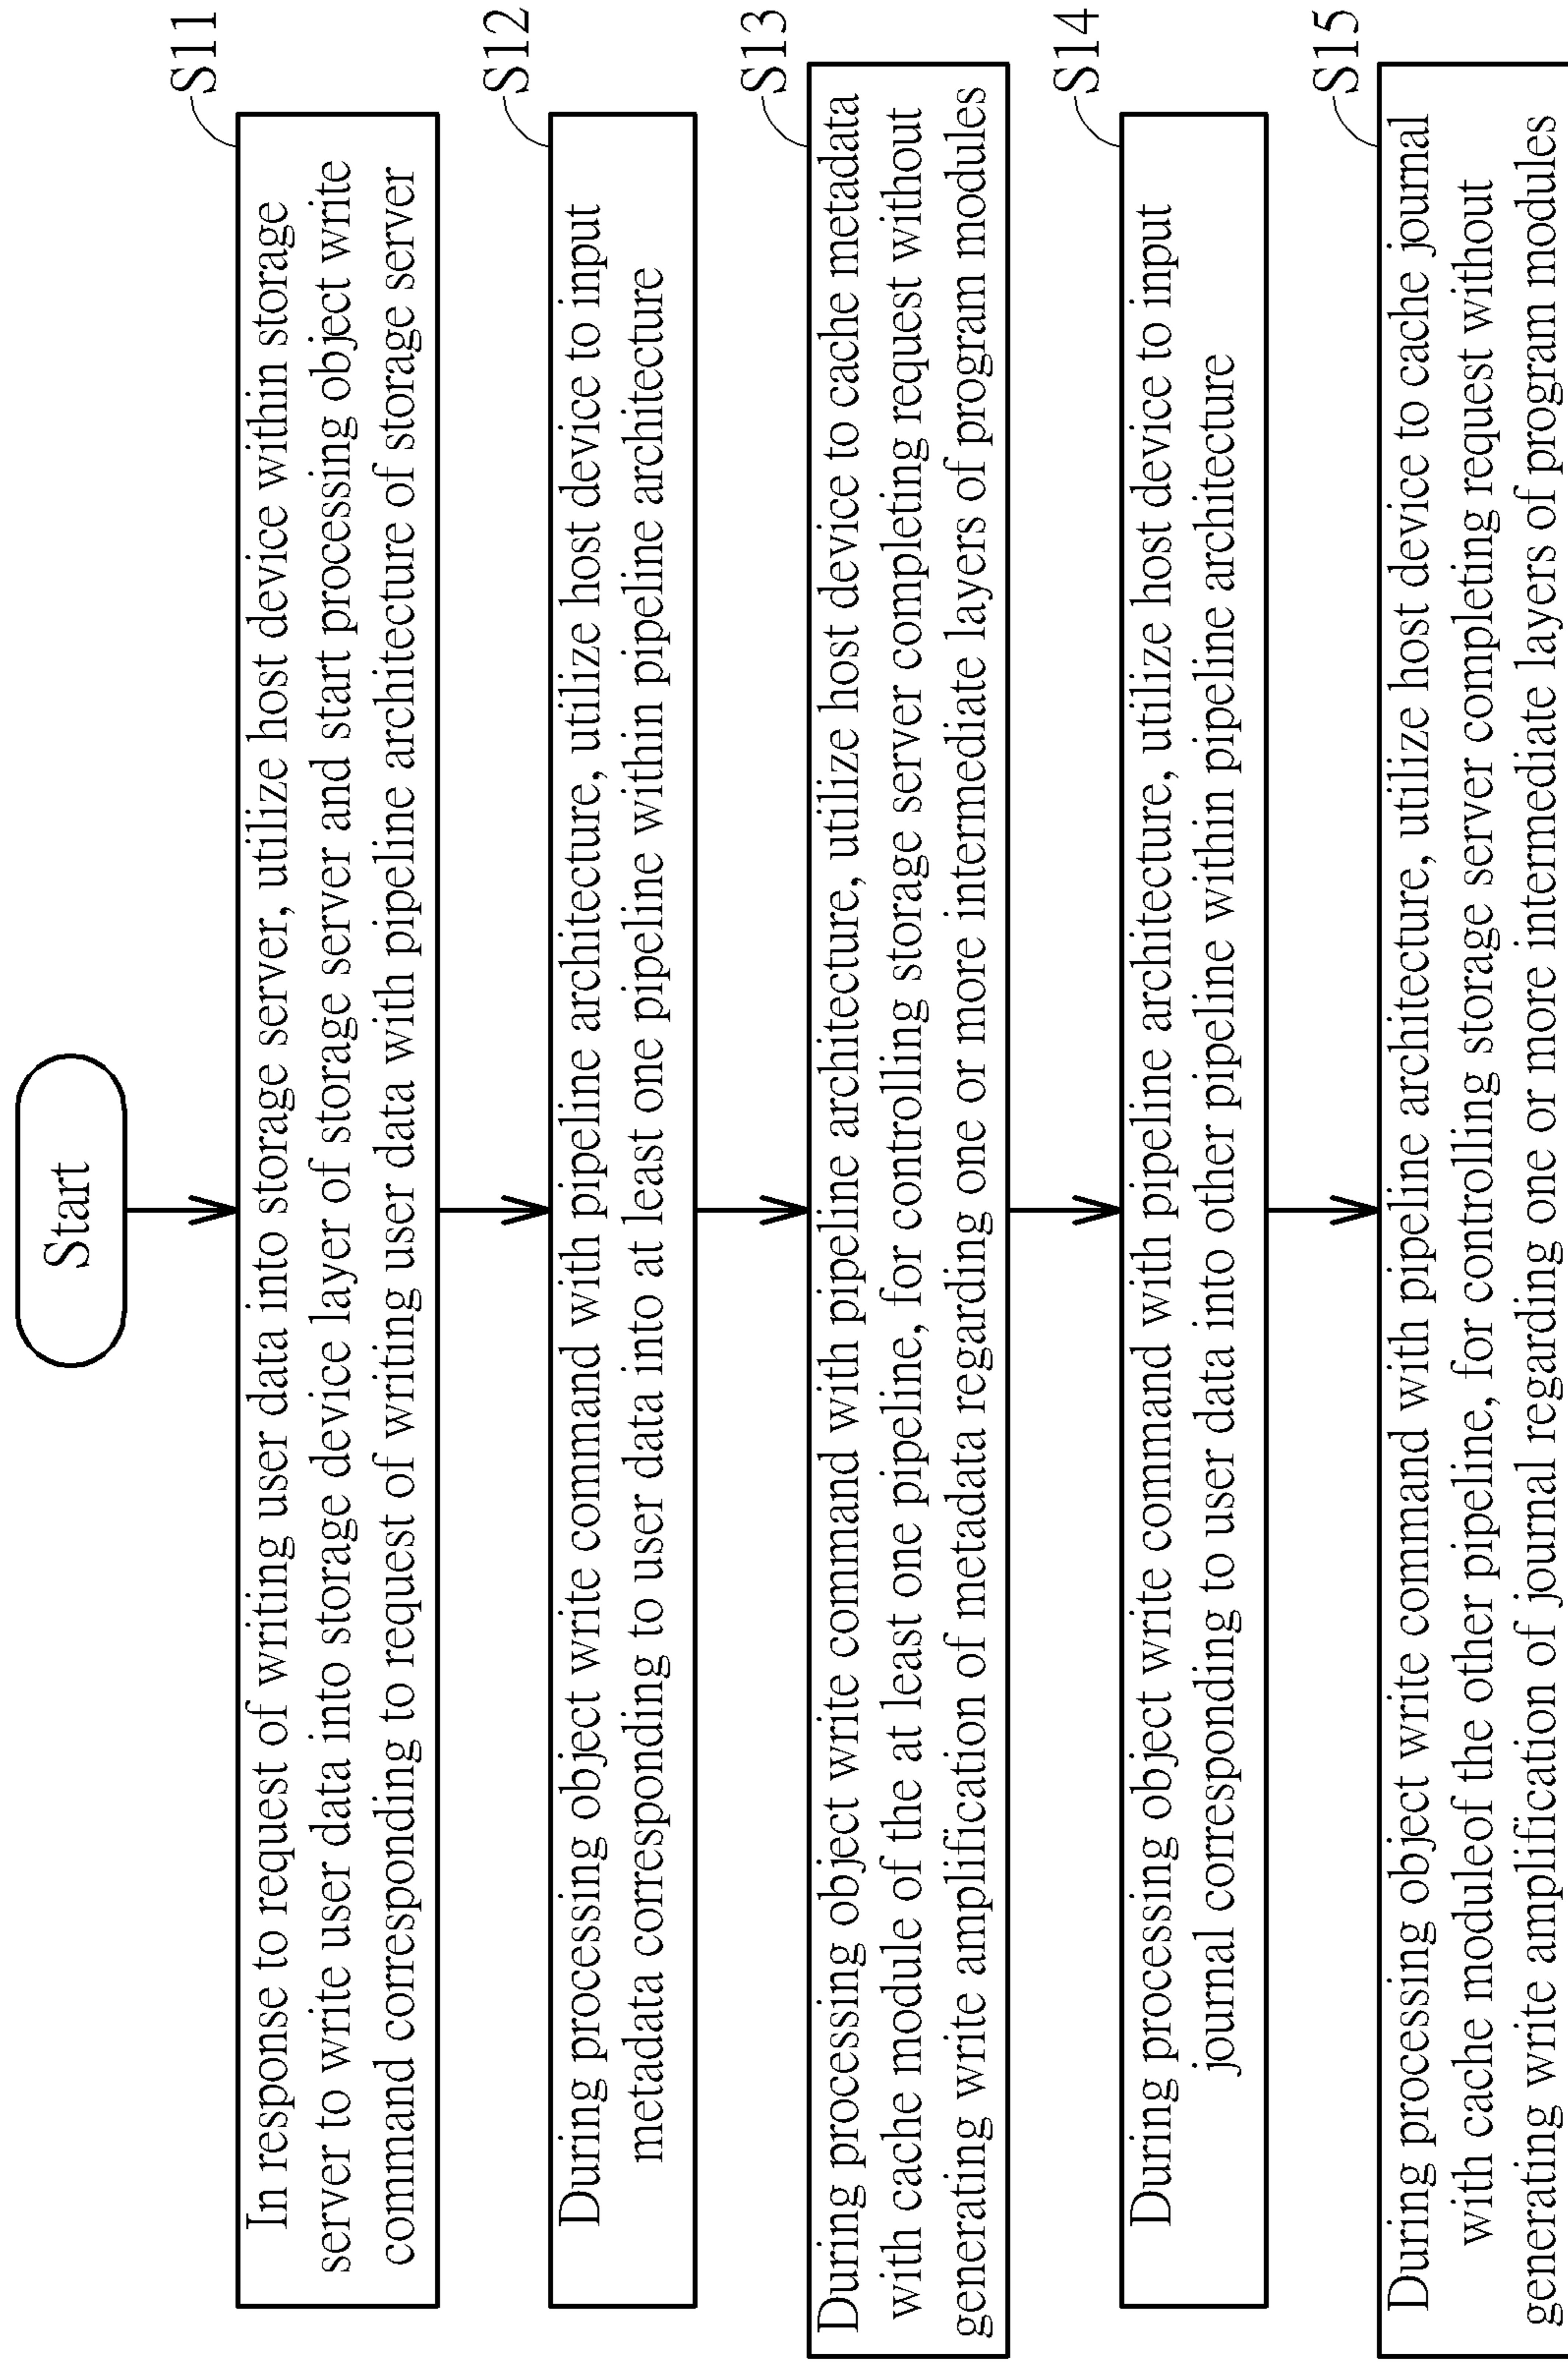 Start
S11
In response to request of writing user data into storage server, utilize host device within storage
server to write user data into storage device layer of storage server and start processing object write
command corresponding to request of writing user data with pipeline architecture of storage server
S12
During processing object write command with pipeline architecture, utilize host device to input
metadata corresponding to user data into at least one pipeline within pipeline architecture
S13
During processing object write command with pipeline architecture, utilize host device to cache metadata
with cache module of the at least one pipeline, for controlling storage server completing request without
generating write amplification of metadata regarding one or more intermediate layers of program modules
S14
During processing object write command with pipeline architecture, utilize host device to input
journal corresponding to user data into other pipeline within pipeline architecture
S15
During processing object write command with pipeline architecture, utilize host device to cache journal
with cache moduleof the other pipeline, for controlling storage server completing request without
generating write amplification of journal regarding one or more intermediate layers of program modules